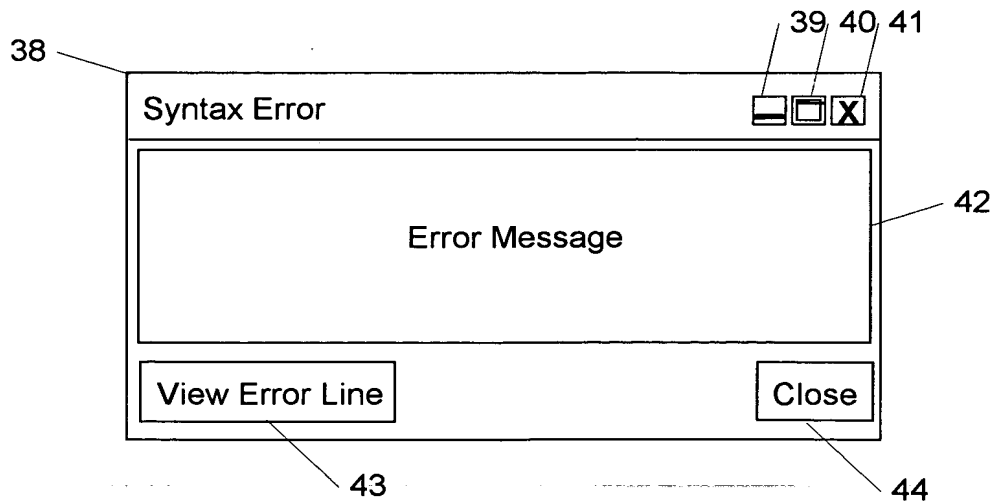 39 40 41
38
Syntax Error X
42
Error Message
View Error Line Close
43 44